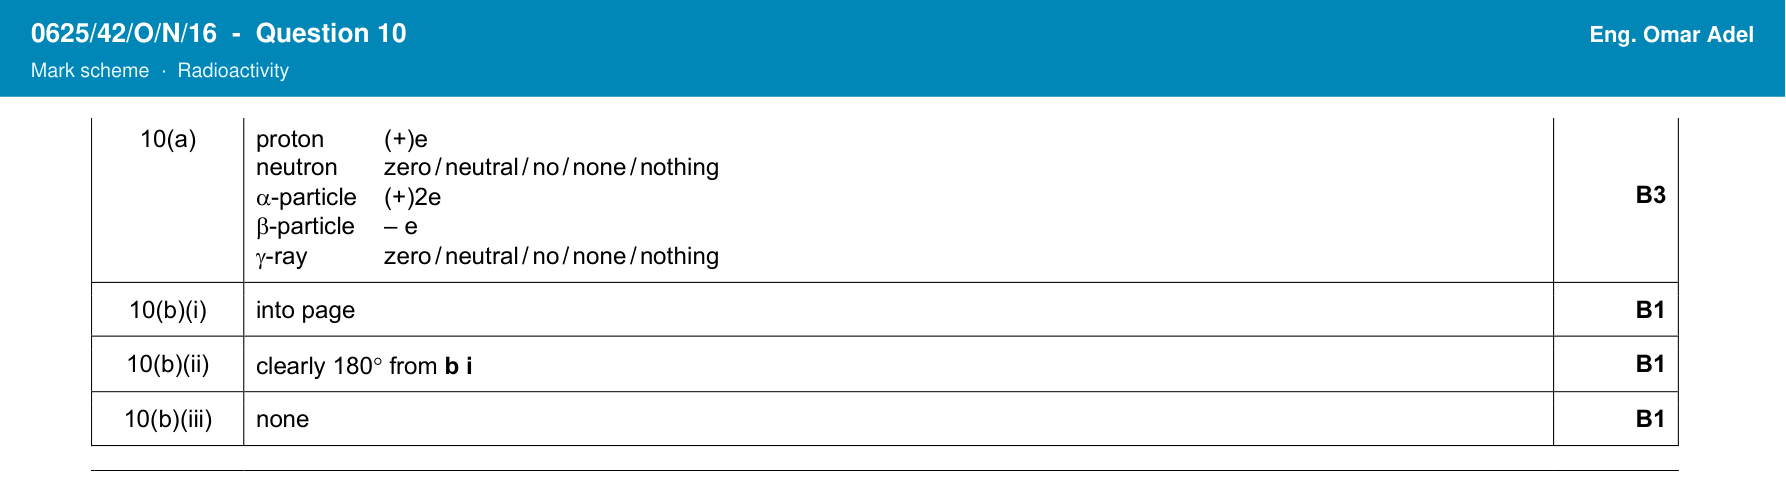 0625/42/O/N/16 - Question 10
Eng. Omar Adel
Mark scheme · Radioactivity
10(a)
proton (+)e
neutron zero/neutral/no/none/nothing
α-particle (+)2e
β-particle – e
γ-ray zero/neutral/no/none/nothing
B3
10(b)(i) into page B1
10(b)(ii) clearly 180° from b i B1
10(b)(iii) none B1